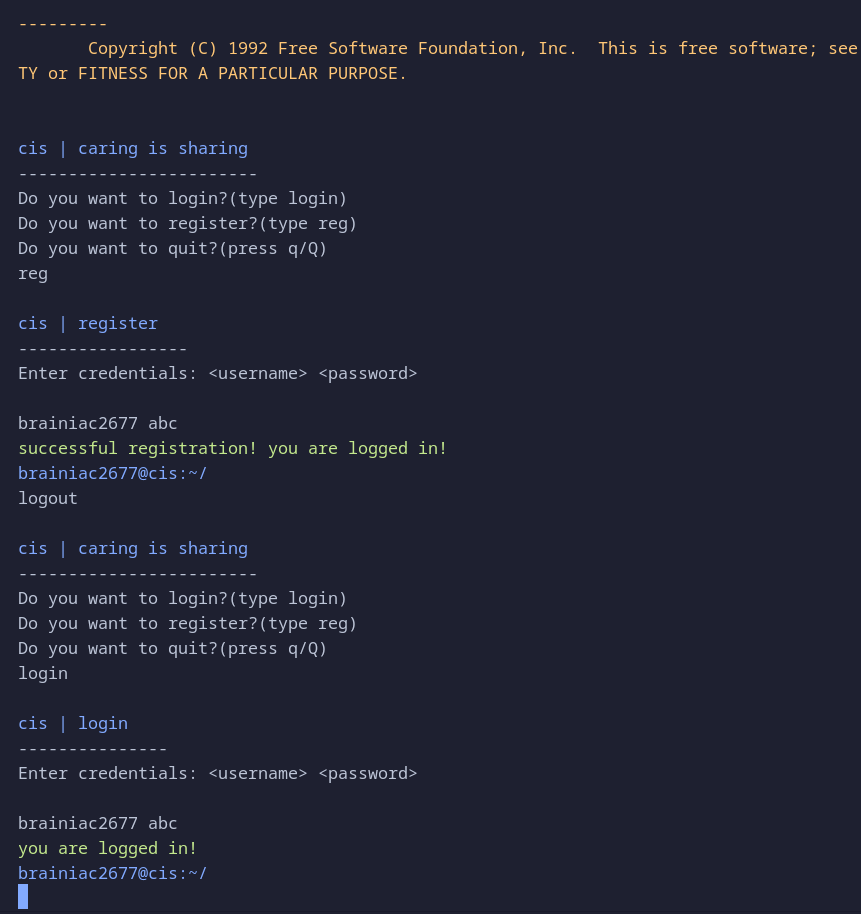 ---------
Copyright (C) 1992 Free Software Foundation, Inc.  This is free software; see
TY or FITNESS FOR A PARTICULAR PURPOSE.
cis | caring is sharing
------------------------
Do you want to login?(type login)
Do you want to register?(type reg)
Do you want to quit?(press q/Q)
reg
cis | register
-----------------
Enter credentials: <username> <password>
brainiac2677 abc
successful registration! you are logged in!
brainiac2677@cis:~/
logout
cis | caring is sharing
------------------------
Do you want to login?(type login)
Do you want to register?(type reg)
Do you want to quit?(press q/Q)
login
cis | login
---------------
Enter credentials: <username> <password>
brainiac2677 abc
you are logged in!
brainiac2677@cis:~/